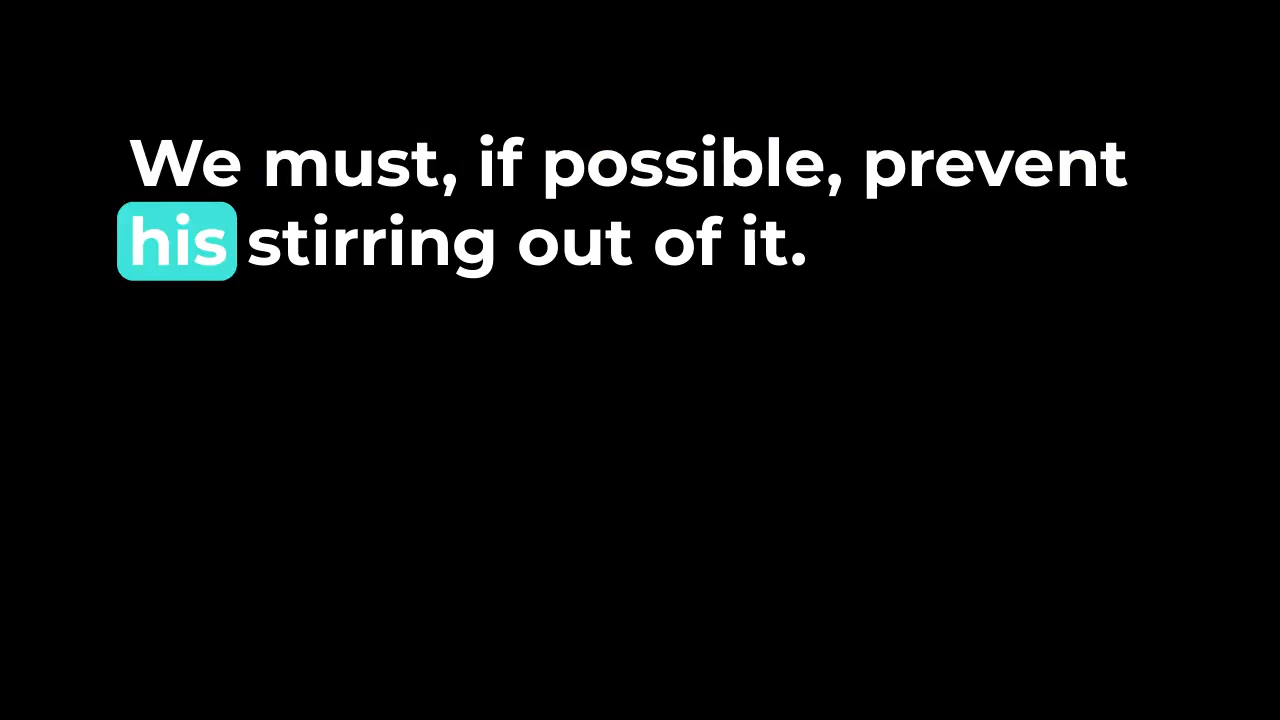 We must, if possible, prevent
his stirring out of it.